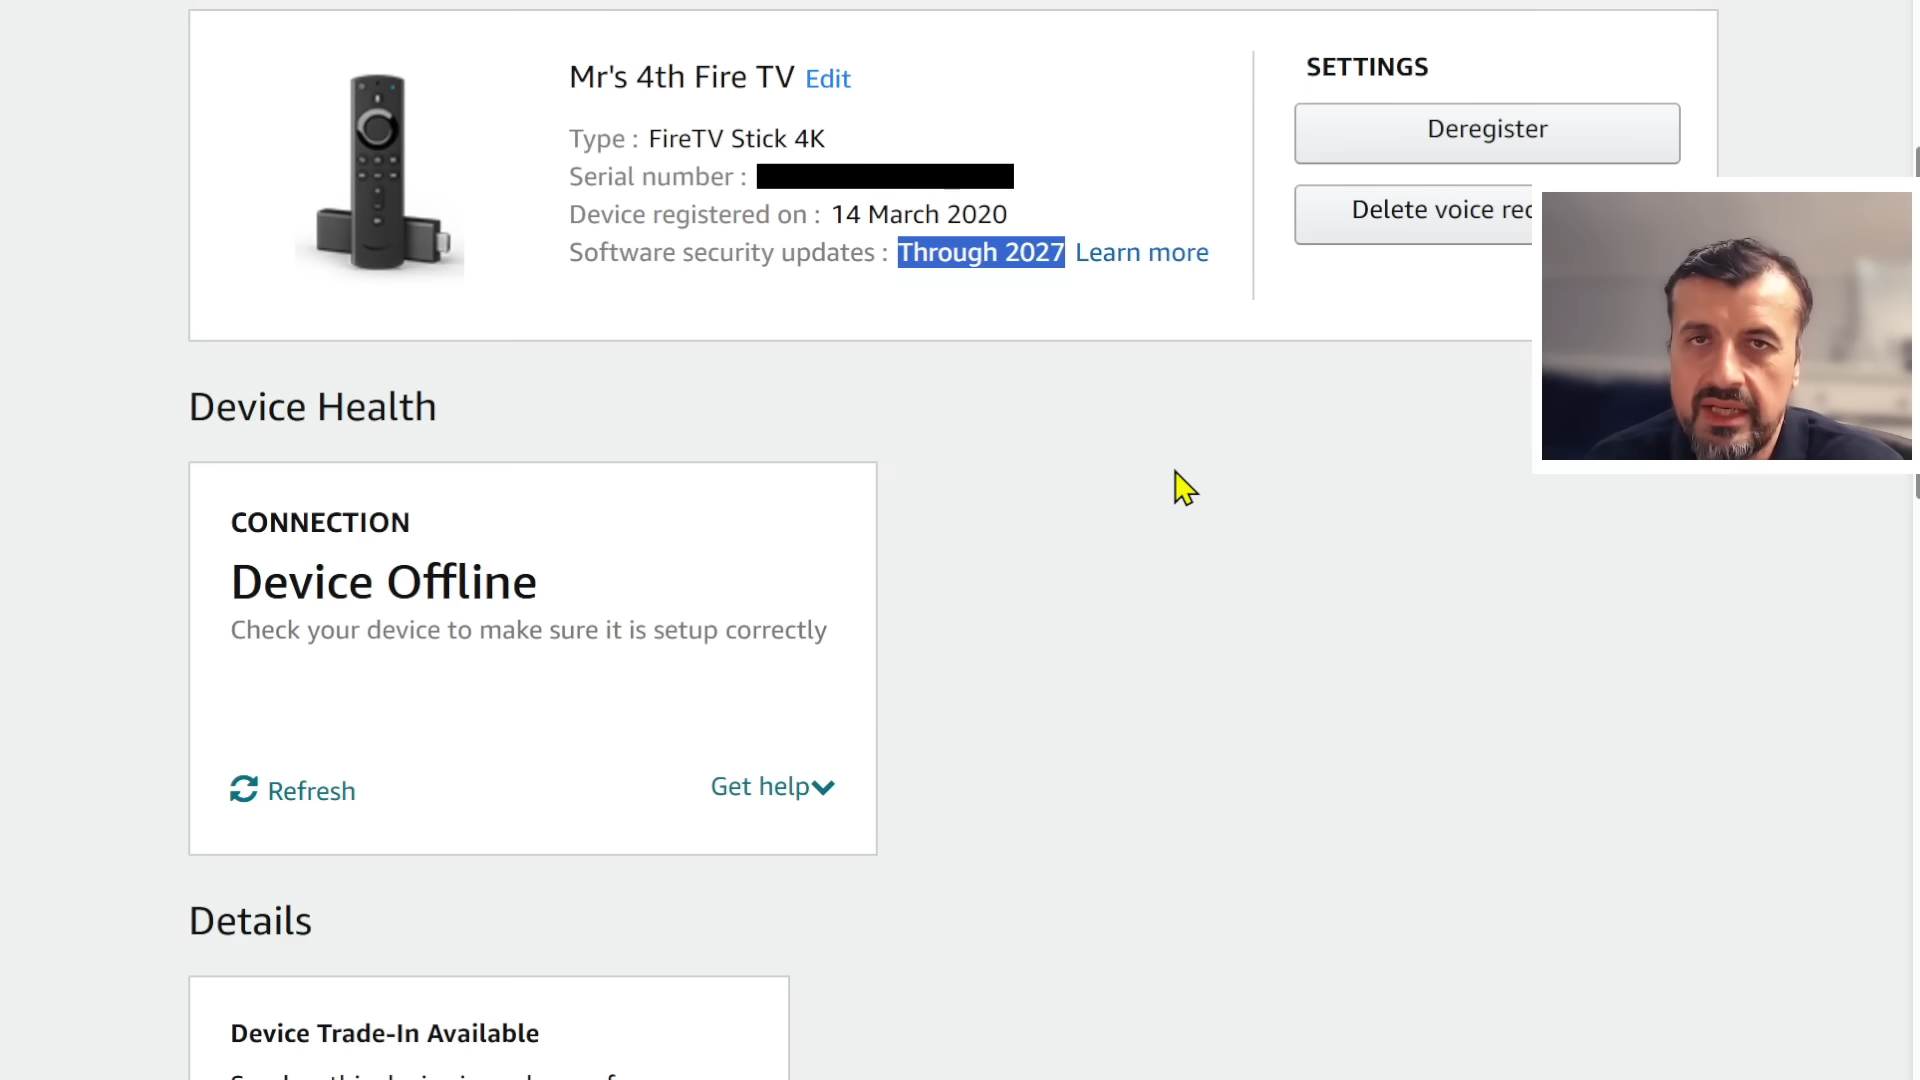 Mr's 4th Fire TV Edit
Type : FireTV Stick 4K
Serial number :
Device registered on : 14 March 2020
Software security updates : Through 2027 Learn more
SETTINGS
Deregister
Delete voice rec
Device Health
CONNECTION
Device Offline
Check your device to make sure it is setup correctly
Refresh
Get help
Details
Device Trade-In Available